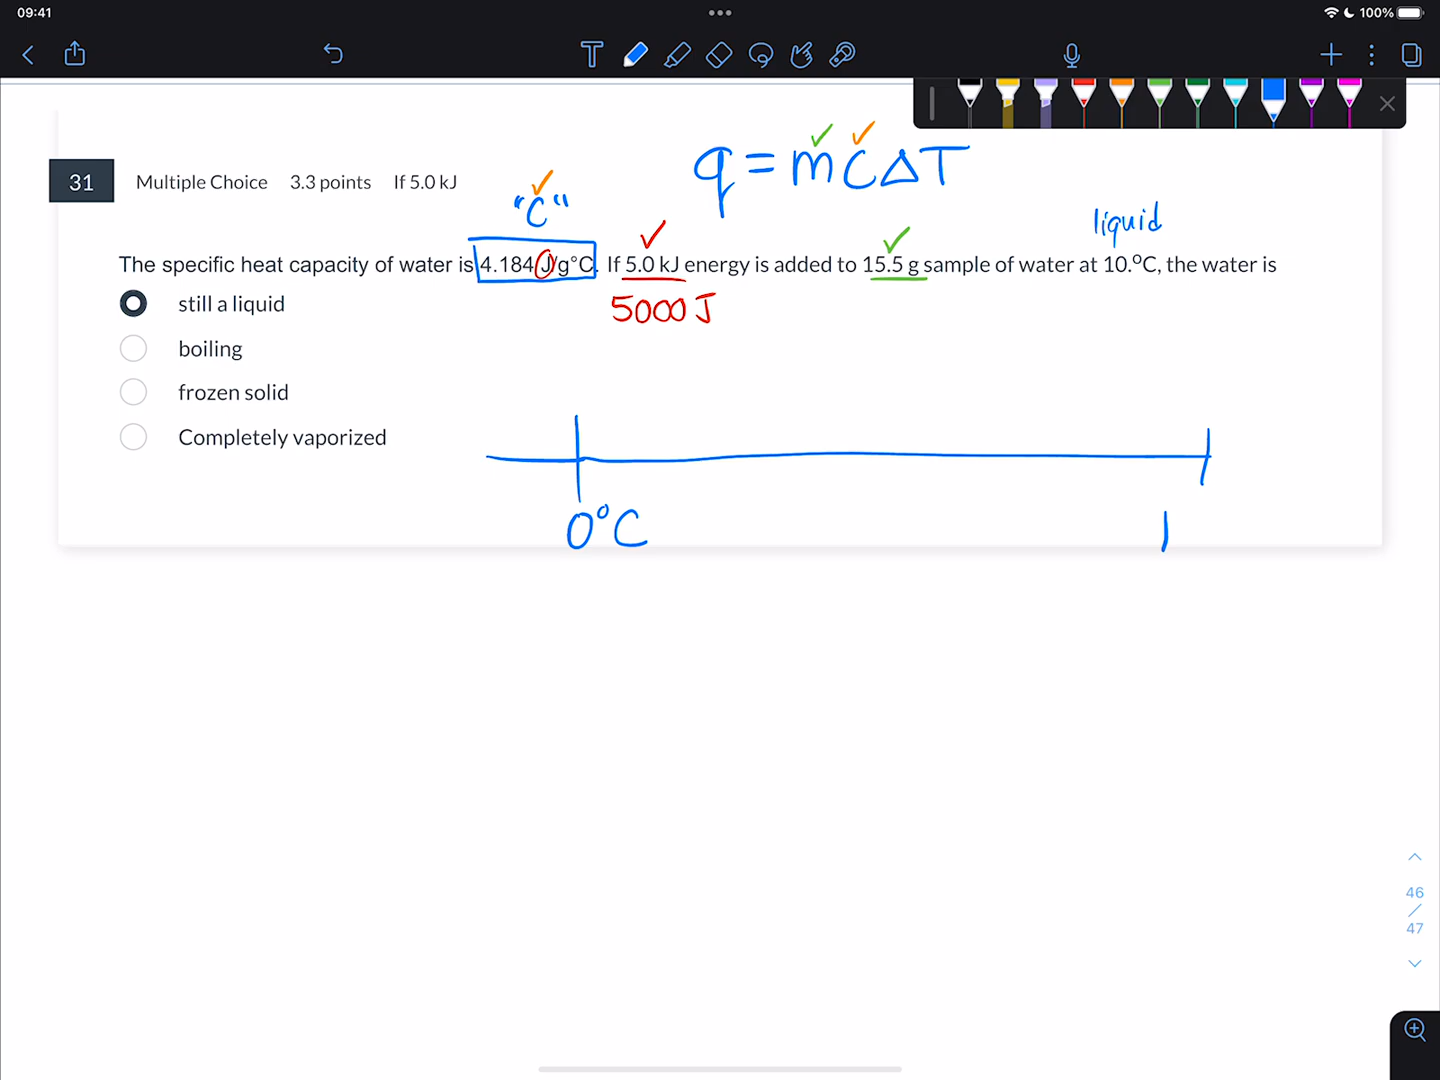 09:41
100%
T
q = mCΔT
31 Multiple Choice 3.3 points If 5.0 kJ
"C"
liquid
The specific heat capacity of water is 4.184 J/g°C. If 5.0 kJ energy is added to 15.5 g sample of water at 10.°C, the water is
still a liquid
5000 J
boiling
frozen solid
Completely vaporized
0°C
1
46
/
47